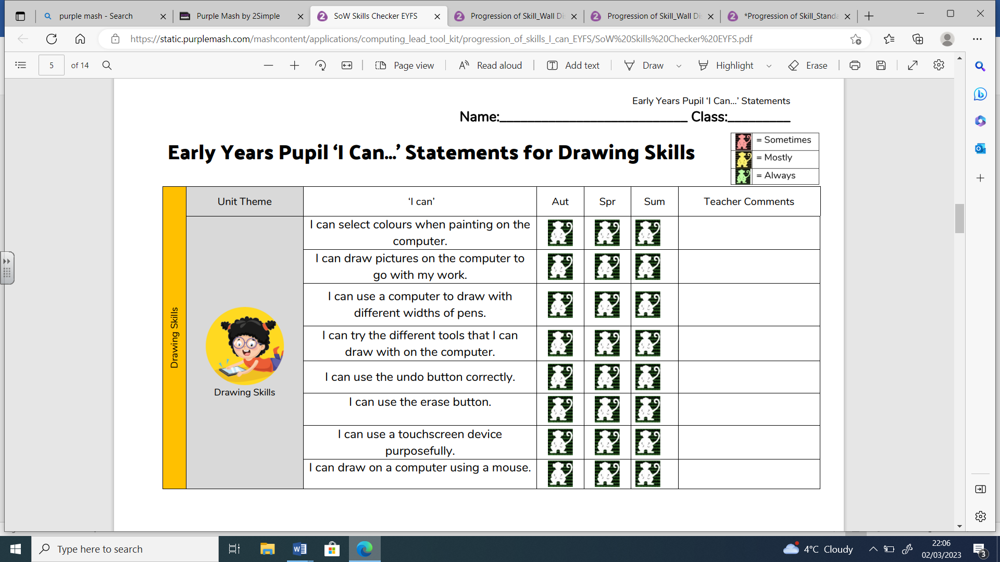 purple mash - Search
Purple Mash by 2Simple
SoW Skills Checker EYFS
Progression of Skill_Wall Di
Progression of Skill_Wall Di
*Progression of Skill_Standa
https://static.purplemash.com/mashcontent/applications/computing_lead_tool_kit/progression_of_skills_I_can_EYFS/SoW%20Skills%20Checker%20EYFS.pdf
5 of 14
Page view
Read aloud
Add text
Draw
Highlight
Erase
Early Years Pupil ‘I Can…’ Statements
Name:___________________________ Class:_________
Early Years Pupil ‘I Can…’ Statements for Drawing Skills
= Sometimes
= Mostly
= Always
Unit Theme
‘I can’
Aut
Spr
Sum
Teacher Comments
Drawing Skills
Drawing Skills
I can select colours when painting on the
computer.
I can draw pictures on the computer to
go with my work.
I can use a computer to draw with
different widths of pens.
I can try the different tools that I can
draw with on the computer.
I can use the undo button correctly.
I can use the erase button.
I can use a touchscreen device
purposefully.
I can draw on a computer using a mouse.
Type here to search
4°C Cloudy
22:06
02/03/2023
3